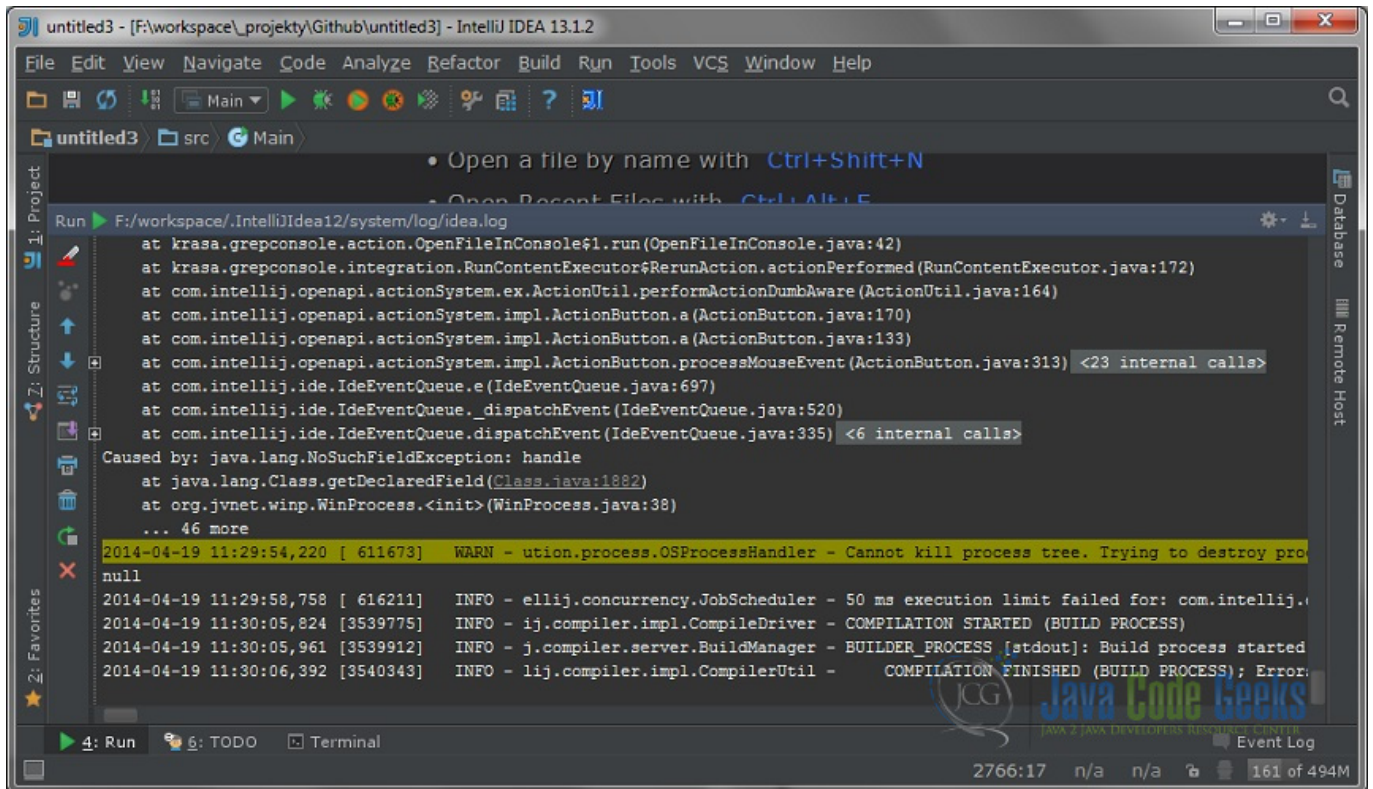 untitled3 - [F:\workspace\_projekty\Github\untitled3] - IntelliJ IDEA 13.1.2
File Edit View Navigate Code Analyze Refactor Build Run Tools VCS Window Help
Main
untitled3 src Main
• Open a file by name with Ctrl+Shift+N
• Open Recent Files with Ctrl+Alt+E
1: Project
Z: Structure
2: Favorites
Database
Remote Host
Run F:/workspace/.IntelliJIdea12/system/log/idea.log
at krasa.grepconsole.action.OpenFileInConsole$1.run(OpenFileInConsole.java:42)
at krasa.grepconsole.integration.RunContentExecutor$RerunAction.actionPerformed(RunContentExecutor.java:172)
at com.intellij.openapi.actionSystem.ex.ActionUtil.performActionDumbAware(ActionUtil.java:164)
at com.intellij.openapi.actionSystem.impl.ActionButton.a(ActionButton.java:170)
at com.intellij.openapi.actionSystem.impl.ActionButton.a(ActionButton.java:133)
at com.intellij.openapi.actionSystem.impl.ActionButton.processMouseEvent(ActionButton.java:313) <23 internal calls>
at com.intellij.ide.IdeEventQueue.e(IdeEventQueue.java:697)
at com.intellij.ide.IdeEventQueue._dispatchEvent(IdeEventQueue.java:520)
at com.intellij.ide.IdeEventQueue.dispatchEvent(IdeEventQueue.java:335) <6 internal calls>
Caused by: java.lang.NoSuchFieldException: handle
at java.lang.Class.getDeclaredField(Class.java:1882)
at org.jvnet.winp.WinProcess.<init>(WinProcess.java:38)
... 46 more
2014-04-19 11:29:54,220 [ 611673] WARN - ution.process.OSProcessHandler - Cannot kill process tree. Trying to destroy pro
null
2014-04-19 11:29:58,758 [ 616211] INFO - ellij.concurrency.JobScheduler - 50 ms execution limit failed for: com.intellij.
2014-04-19 11:30:05,824 [3539775] INFO - ij.compiler.impl.CompileDriver - COMPILATION STARTED (BUILD PROCESS)
2014-04-19 11:30:05,961 [3539912] INFO - j.compiler.server.BuildManager - BUILDER_PROCESS [stdout]: Build process started
2014-04-19 11:30:06,392 [3540343] INFO - lij.compiler.impl.CompilerUtil - COMPILATION FINISHED (BUILD PROCESS); Errors
JCG Java Code Geeks
JAVA 2 JAVA DEVELOPERS RESOURCE CENTER
4: Run 6: TODO Terminal Event Log
2766:17 n/a n/a 161 of 494M